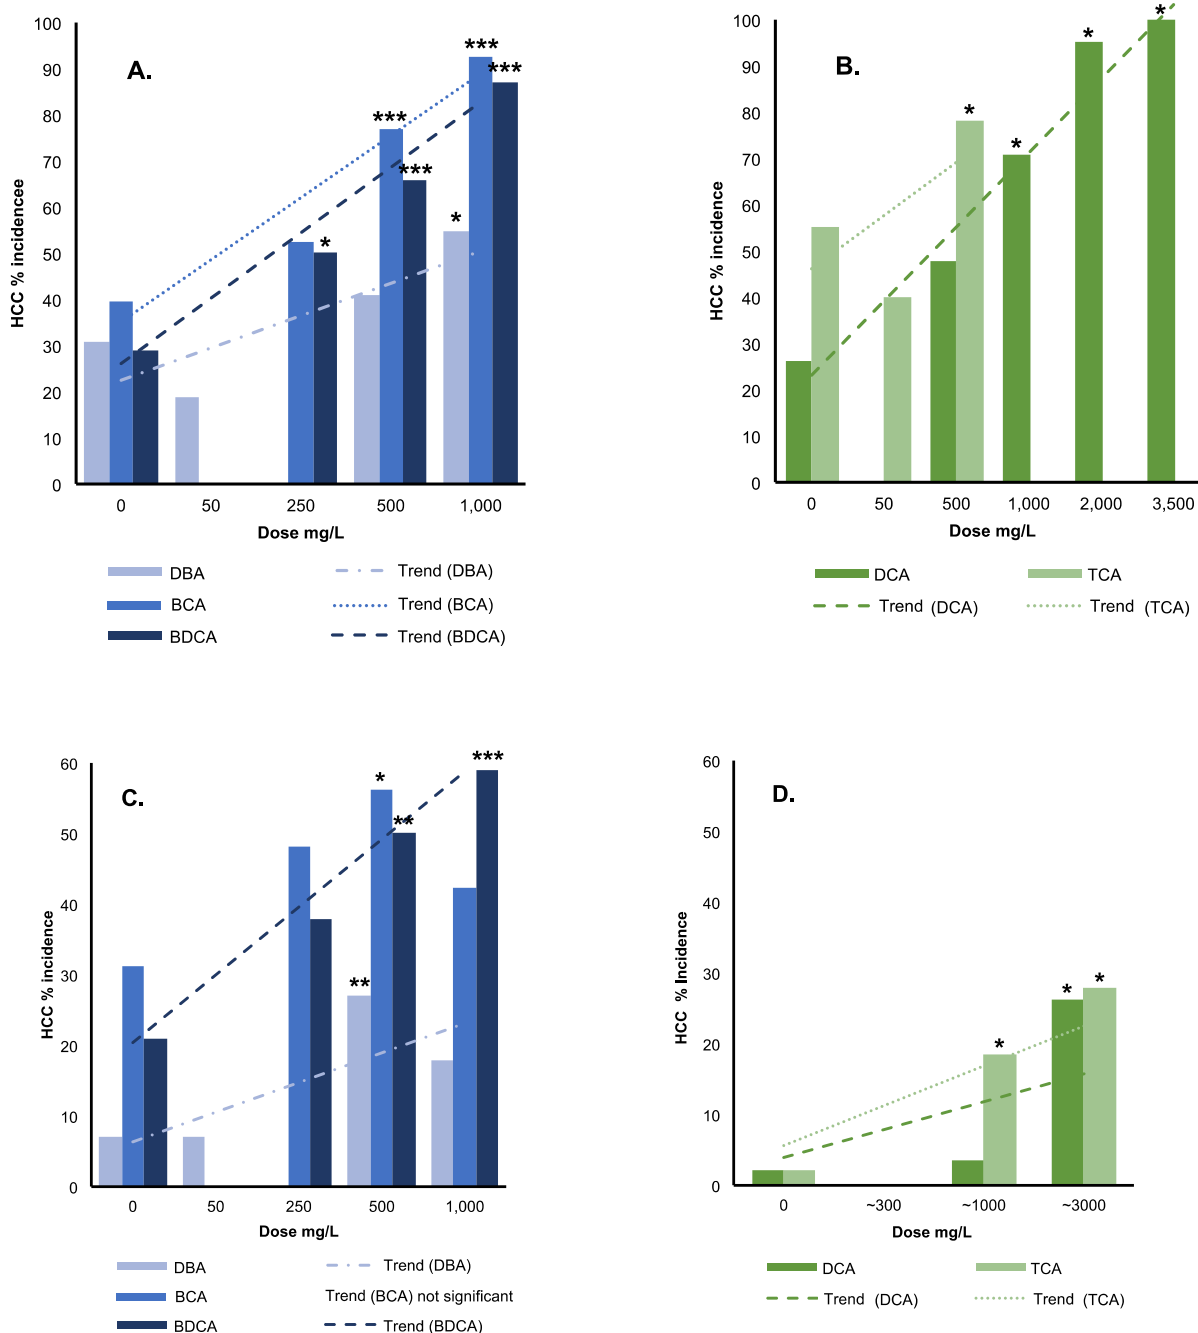 A.
HCC % incidencee
100
90
80
70
60
50
40
30
20
10
0
***
***
***
***
*
*
0 50 250 500 1,000
Dose mg/L
DBA Trend (DBA)
BCA Trend (BCA)
BDCA Trend (BDCA)
B.
HCC % incidence
100
90
80
70
60
50
40
30
20
10
0
*
*
*
*
0 50 500 1,000 2,000 3,500
Dose mg/L
DCA TCA
Trend (DCA) Trend (TCA)
C.
HCC % incidence
60
50
40
30
20
10
0
***
*
**
**
0 50 250 500 1,000
Dose mg/L
DBA Trend (DBA)
BCA Trend (BCA) not significant
BDCA Trend (BDCA)
D.
HCC % Incidence
60
50
40
30
20
10
0
*
*
*
0 ~300 ~1000 ~3000
Dose mg/L
DCA TCA
Trend (DCA) Trend (TCA)